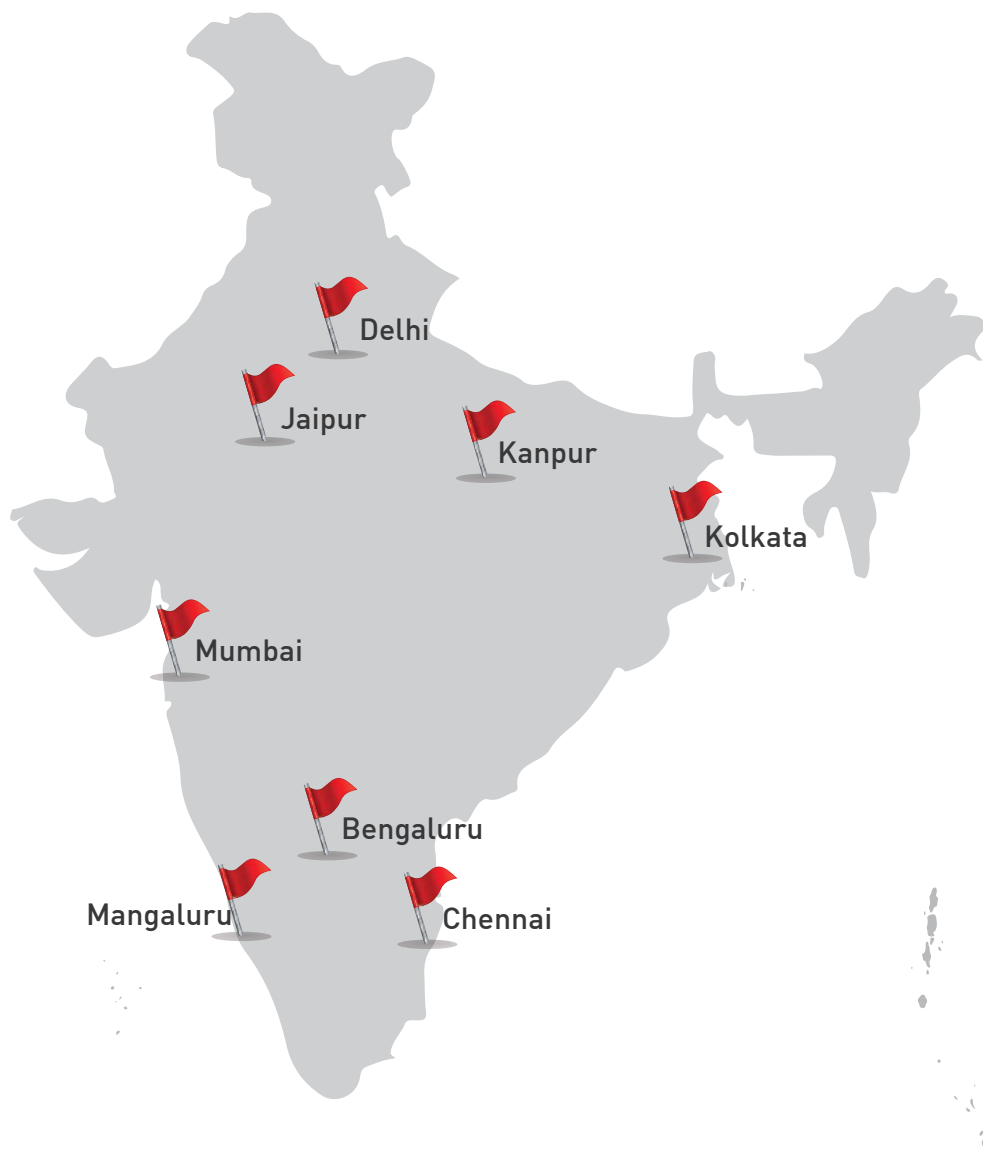 Delhi
Jaipur
Kanpur
Kolkata
Mumbai
Bengaluru
Mangaluru
Chennai